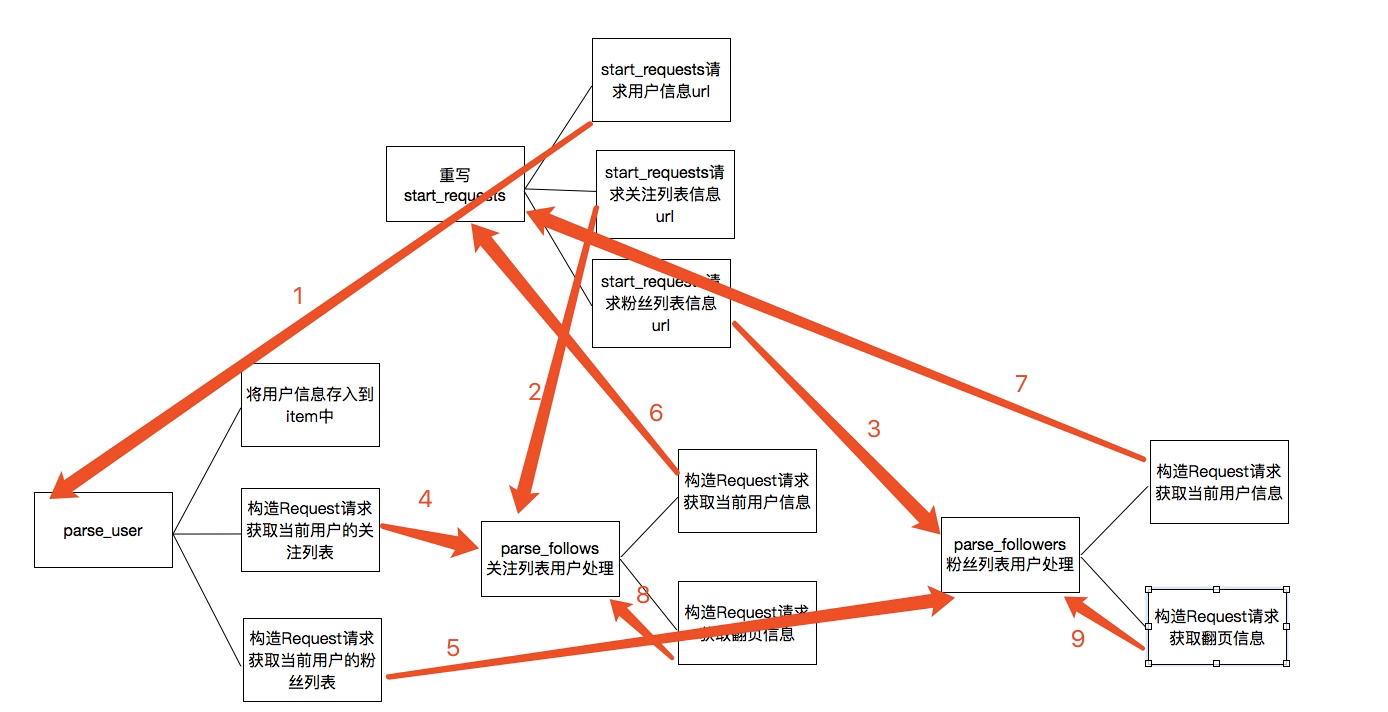 start_requests请
求用户信息url
重写
start_requests
start_requests请
求关注列表信息
url
start_requests请
求粉丝列表信息
url
1
2
6
3
7
将用户信息存入到
item中
parse_user
构造Request请求
获取当前用户的关
注列表
4
构造Request请求
获取当前用户的粉
丝列表
5
parse_follows
关注列表用户处理
构造Request请求
获取当前用户信息
8
构造Request请求
获取翻页信息
parse_followers
粉丝列表用户处理
构造Request请求
获取当前用户信息
9
构造Request请求
获取翻页信息